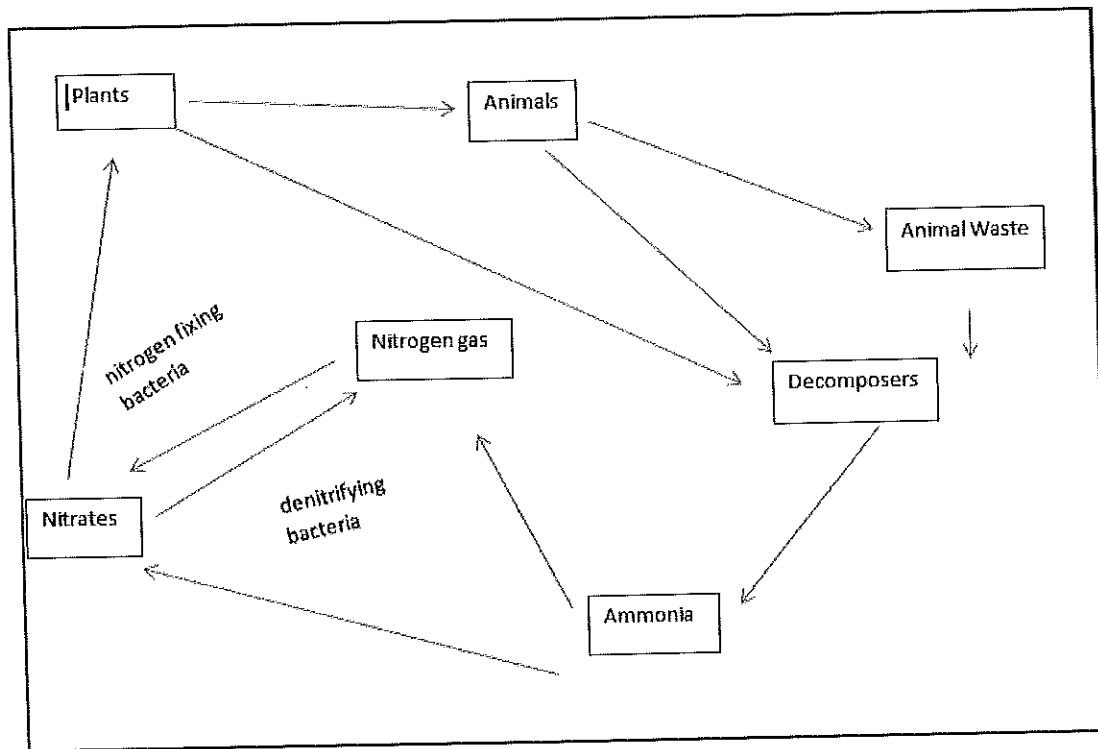 Plants
Animals
Animal Waste
nitrogen fixing
bacteria
Nitrogen gas
Decomposers
denitrifying
bacteria
Nitrates
Ammonia